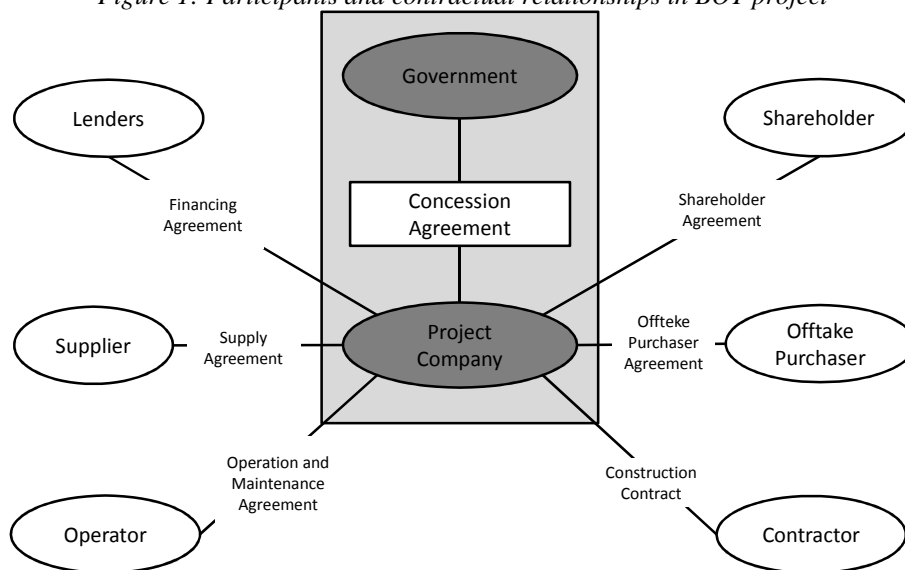 Figure 1: Participants and contractual relationships in BOT project
Government
Lenders
Shareholder
Financing
Agreement
Concession
Agreement
Shareholder
Agreement
Supplier
Supply
Agreement
Project
Company
Offteke
Purchaser
Agreement
Offtake
Purchaser
Operation and
Maintenance
Agreement
Construction
Contract
Operator
Contractor